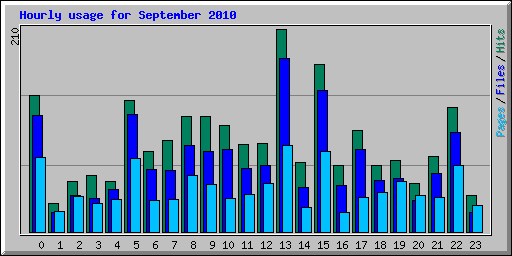 Hourly usage for September 2010
210
Pages / Files / Hits
0 1 2 3 4 5 6 7 8 9 10 11 12 13 14 15 16 17 18 19 20 21 22 23